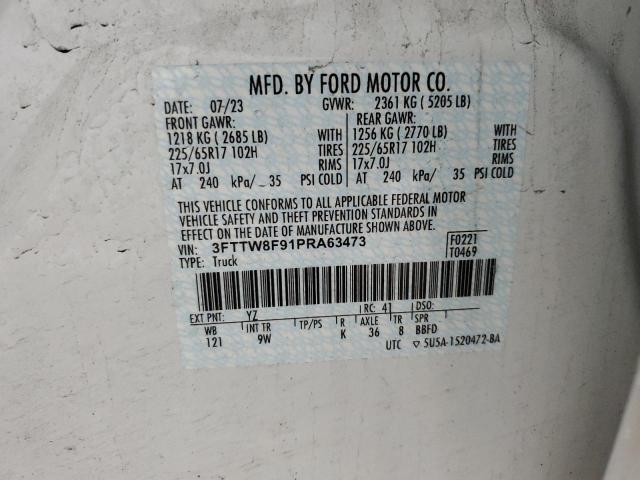 MFD. BY FORD MOTOR CO.
DATE: 07/23 GVWR: 2361 KG ( 5205 LB)
FRONT GAWR: REAR GAWR:
1218 KG ( 2685 LB) WITH 1256 KG ( 2770 LB) WITH
225/65R17 102H TIRES 225/65R17 102H TIRES
17x7.0J RIMS 17x7.0J RIMS
AT 240 kPa/ 35 PSI COLD AT 240 kPa/ 35 PSI COLD
THIS VEHICLE CONFORMS TO ALL APPLICABLE FEDERAL MOTOR
VEHICLE SAFETY AND THEFT PREVENTION STANDARDS IN
EFFECT ON THE DATE OF MANUFACTURE SHOWN ABOVE.
VIN: 3FTTW8F91PRA63473 F0221
TYPE: Truck T0469
EXT PNT: YZ RC: 41 DSO:
WB INT TR TP/PS R AXLE TR SPR
121 9W K 36 8 BBFD
UTC ▽ 5U5A-1520472-BA